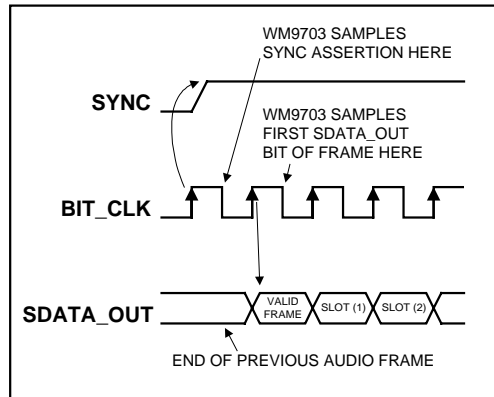 WM9703 SAMPLES
SYNC ASSERTION HERE
SYNC
WM9703 SAMPLES
FIRST SDATA_OUT
BIT OF FRAME HERE
BIT_CLK
SDATA_OUT
VALID
FRAME
SLOT (1)
SLOT (2)
END OF PREVIOUS AUDIO FRAME